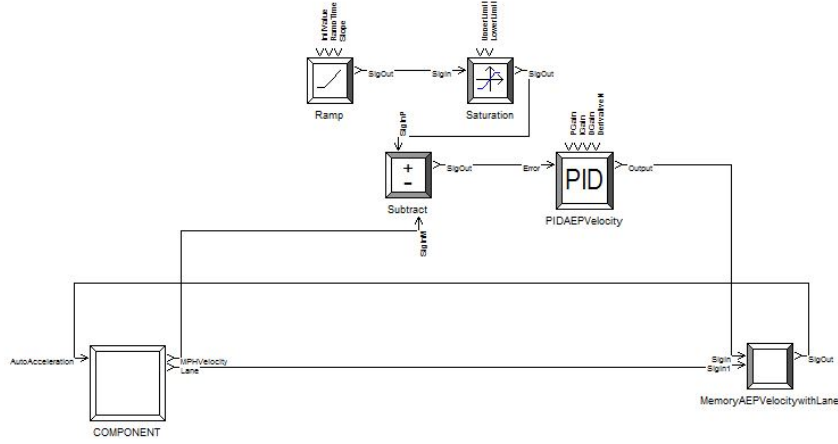 InitValue
RampTime
Slope
UpperLimit
LowerLimit
SigOut
SigIn
SigOut
Ramp
Saturation
SigInP
PGain
IGain
DGain
DerivativeN
+
-
SigOut
Error
PID
Output
Subtract
PIDAEPVelocity
SigInM
AutoAcceleration
MPHVelocity
Lane
SigIn
SigIn1
SigOut
MemoryAEPVelocitywithLane
COMPONENT